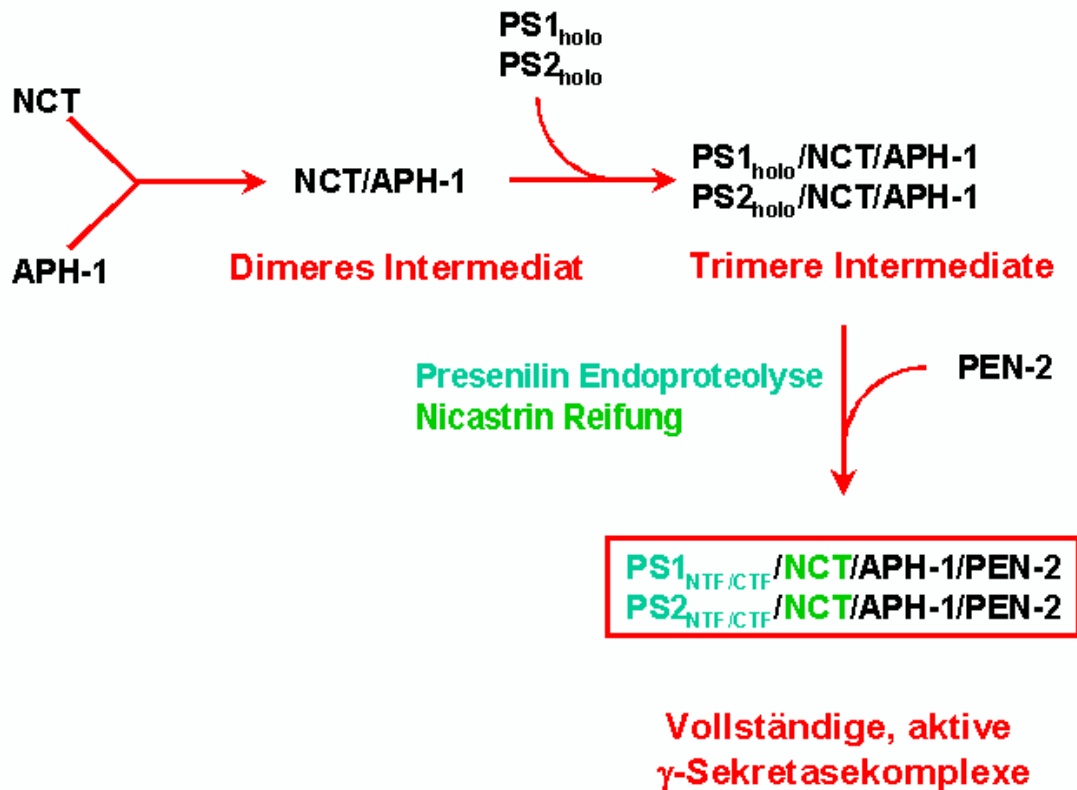 PS1holo
PS2holo
NCT
APH-1
NCT/APH-1
Dimeres Intermediat
PS1holo/NCT/APH-1
PS2holo/NCT/APH-1
Trimere Intermediate
Presenilin Endoproteolyse
Nicastrin Reifung
PEN-2
PS1NTF/CTF/NCT/APH-1/PEN-2
PS2NTF/CTF/NCT/APH-1/PEN-2
Vollständige, aktive
γ-Sekretasekomplexe